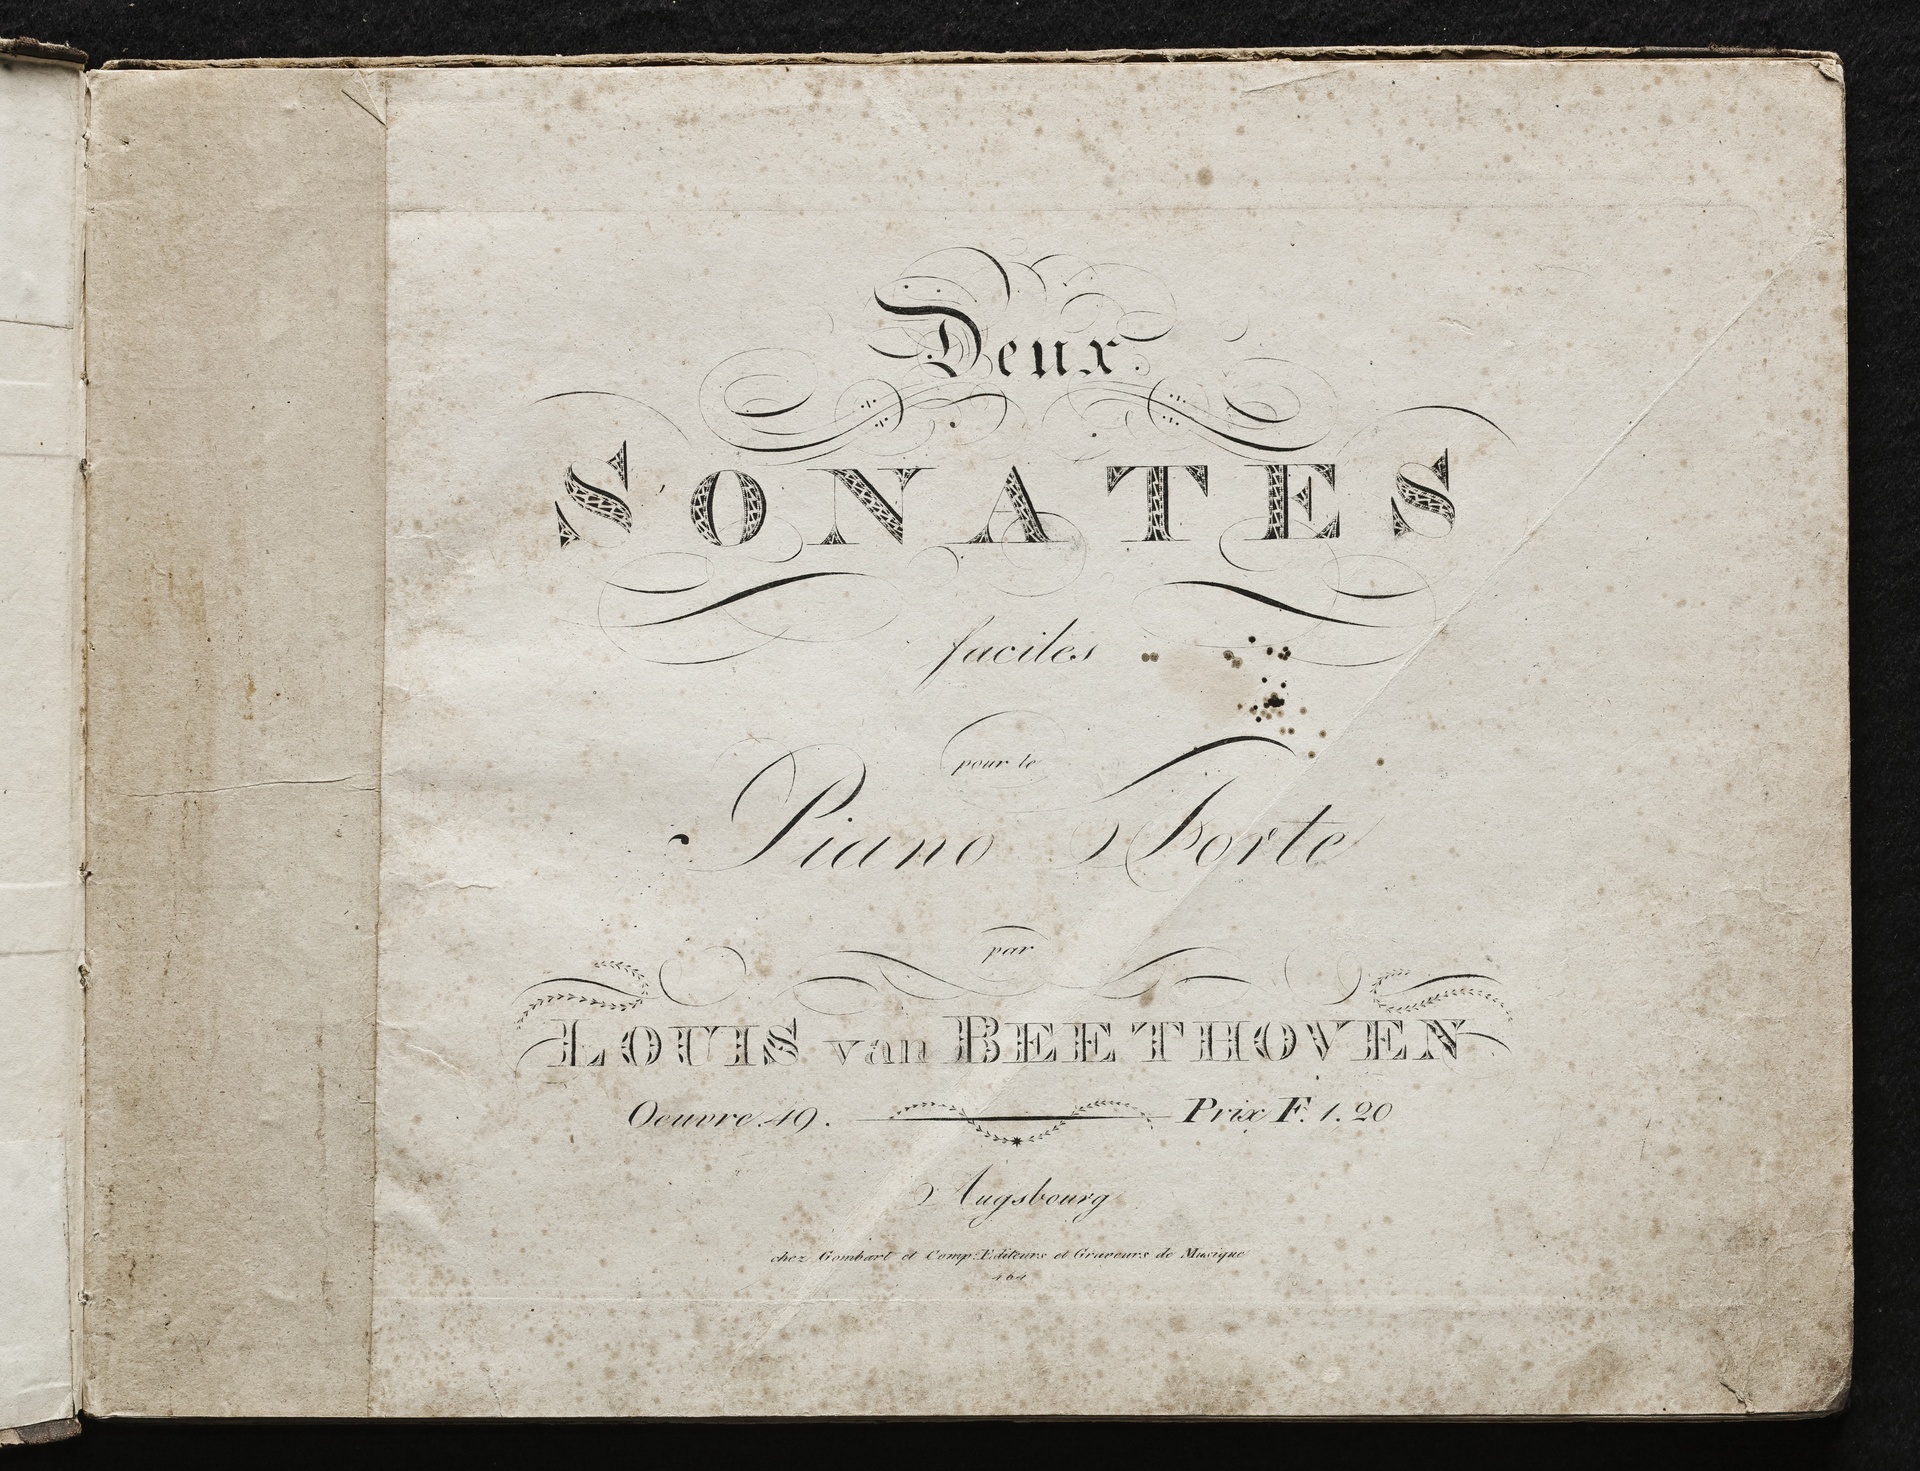 Deux
SONATES
faciles
pour le
Piano Forte
par
LOUIS van BEETHOVEN
Oeuvre.49. Prix F. 1.20
Augsbourg
chez Gombart et Comp: Editeurs et Graveurs de Musique
464